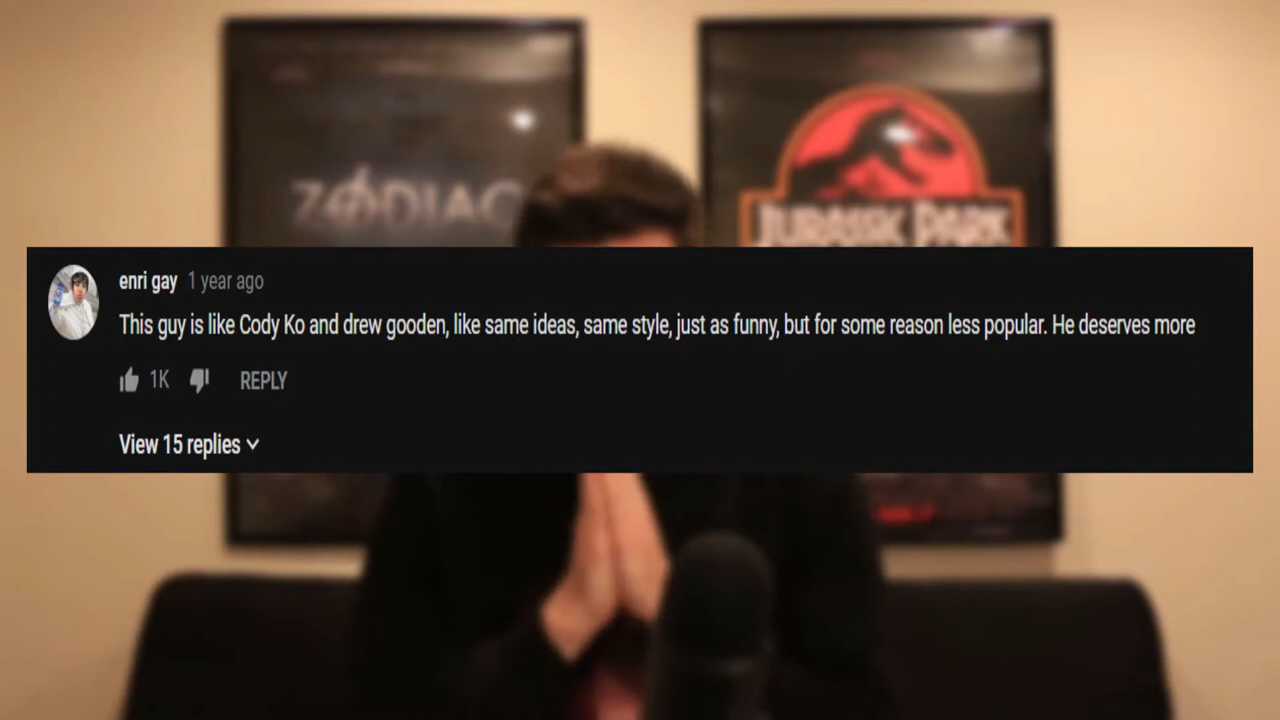 ZODIAC
JURASSIC PARK
enri gay 1 year ago
This guy is like Cody Ko and drew gooden, like same ideas, same style, just as funny, but for some reason less popular. He deserves more
1K REPLY
View 15 replies